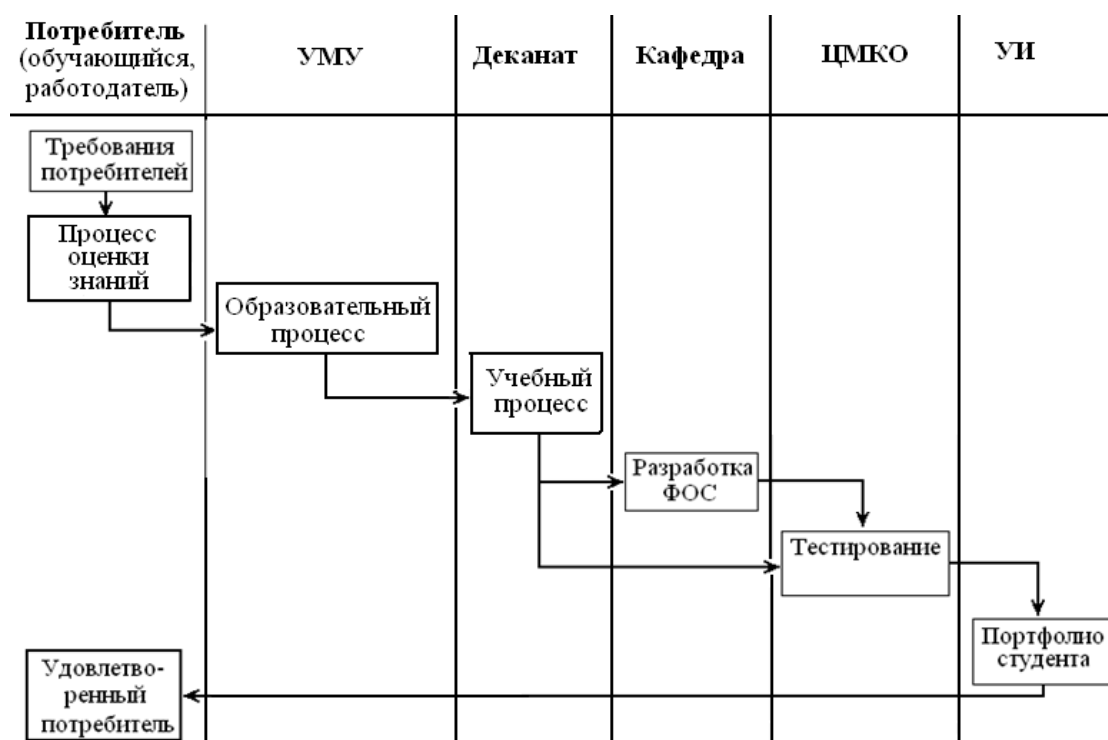 Потребитель
(обучающийся,
работодатель)
УМУ
Деканат
Кафедра
ЦМКО
УИ
Требования
потребителей
Процесс
оценки
знаний
Образовательный
процесс
Учебный
процесс
Разработка
ФОС
Тестирование
Портфолио
студента
Удовлетво-
ренный
потребитель